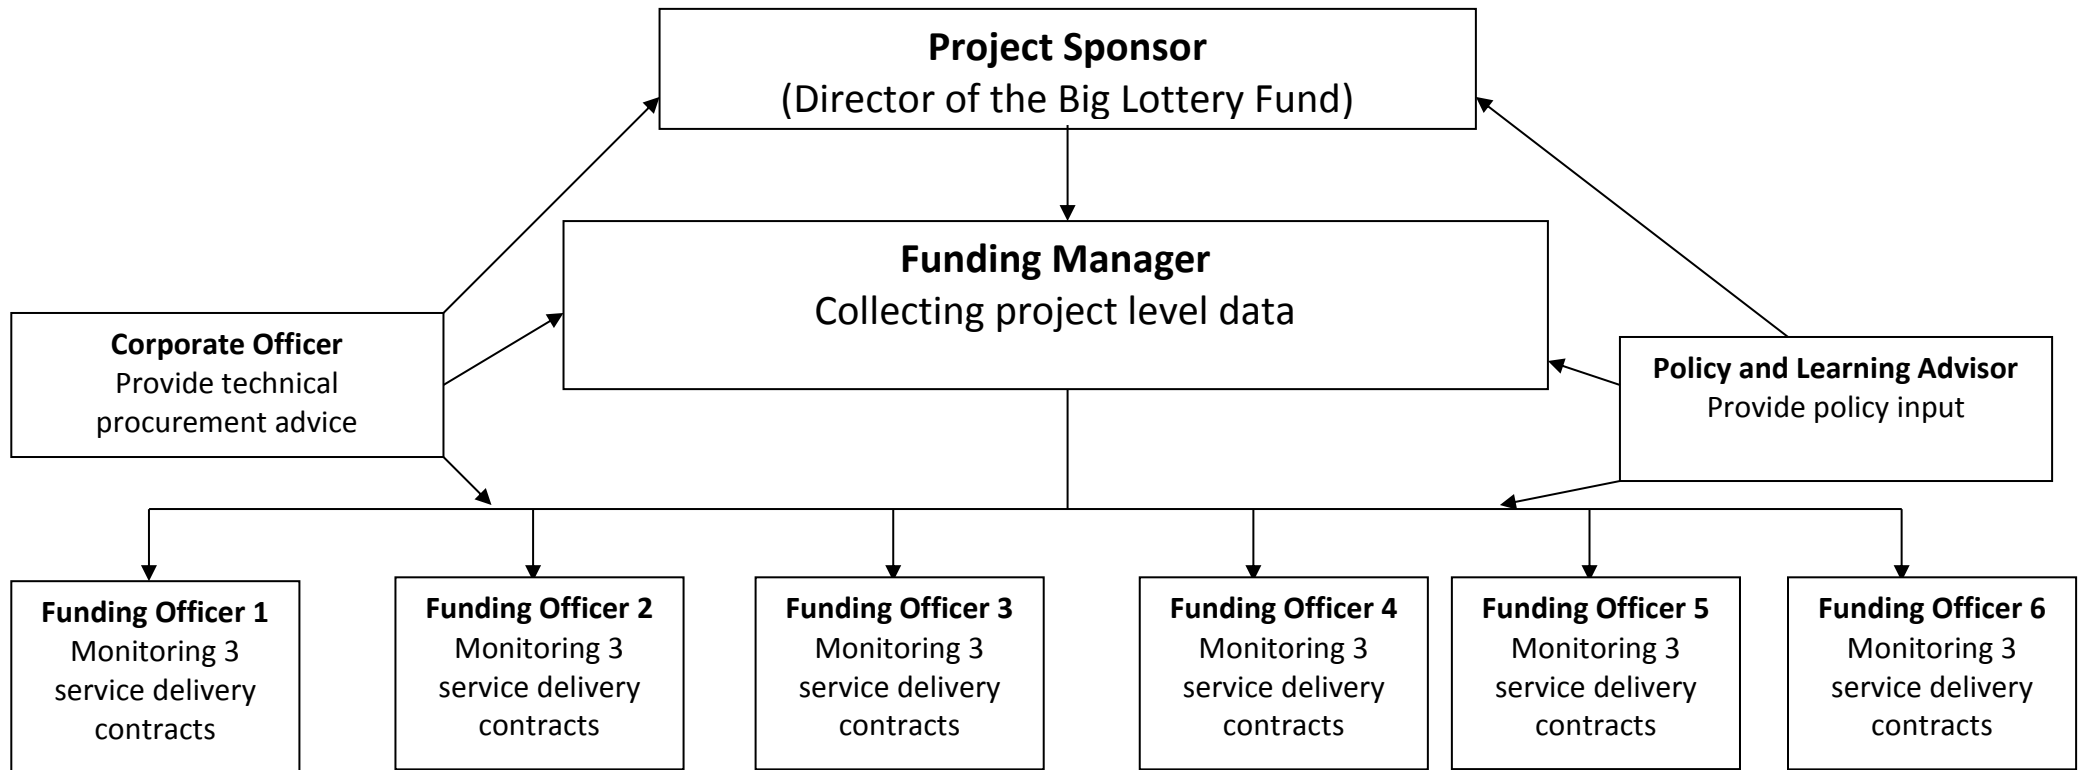 Project Sponsor
(Director of the Big Lottery Fund)
Funding Manager
Collecting project level data
Corporate Officer
Provide technical
procurement advice
Policy and Learning Advisor
Provide policy input
Funding Officer 1
Monitoring 3
service delivery
contracts
Funding Officer 2
Monitoring 3
service delivery
contracts
Funding Officer 3
Monitoring 3
service delivery
contracts
Funding Officer 4
Monitoring 3
service delivery
contracts
Funding Officer 5
Monitoring 3
service delivery
contracts
Funding Officer 6
Monitoring 3
service delivery
contracts